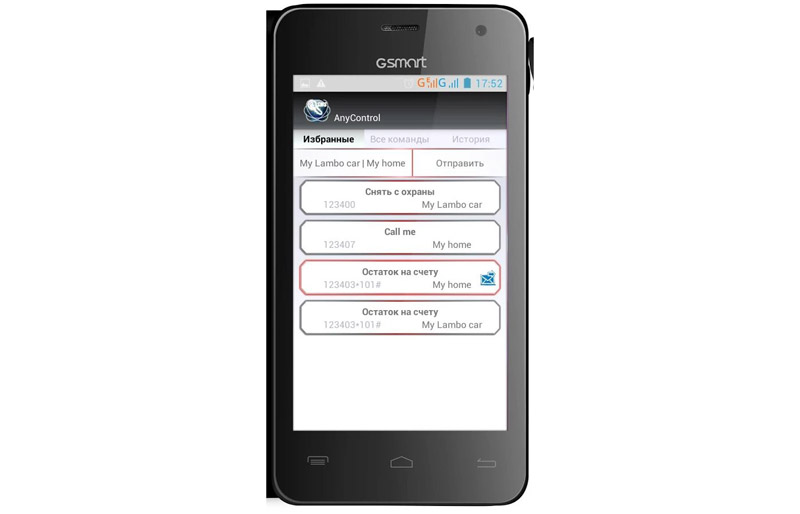 Gsmart
G E G 17:52
AnyControl
Избранные Все команды История
My Lambo car | My home Отправить
Снять с охраны
123400 My Lambo car
Call me
123407 My home
Остаток на счету
123403*101# My home
Остаток на счету
123403*101# My Lambo car